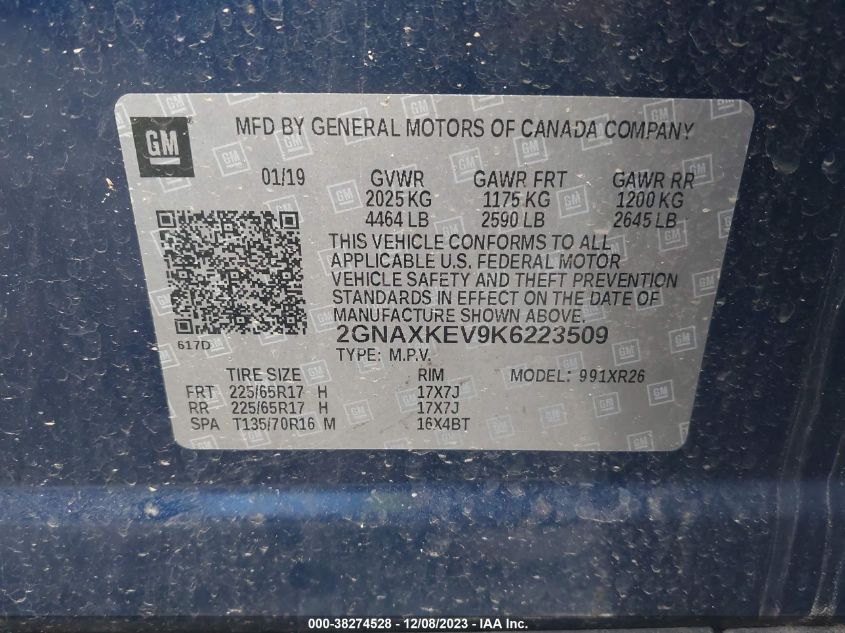 GM
MFD BY GENERAL MOTORS OF CANADA COMPANY
01/19 GVWR GAWR FRT GAWR RR
2025 KG 1175 KG 1200 KG
4464 LB 2590 LB 2645 LB
THIS VEHICLE CONFORMS TO ALL
APPLICABLE U.S. FEDERAL MOTOR
VEHICLE SAFETY AND THEFT PREVENTION
STANDARDS IN EFFECT ON THE DATE OF
MANUFACTURE SHOWN ABOVE.
617D 2GNAXKEV9K6223509
TYPE: M.P.V.
TIRE SIZE RIM MODEL: 991XR26
FRT 225/65R17 H 17X7J
RR 225/65R17 H 17X7J
SPA T135/70R16 M 16X4BT
000-38274528 - 12/08/2023 - IAA Inc.